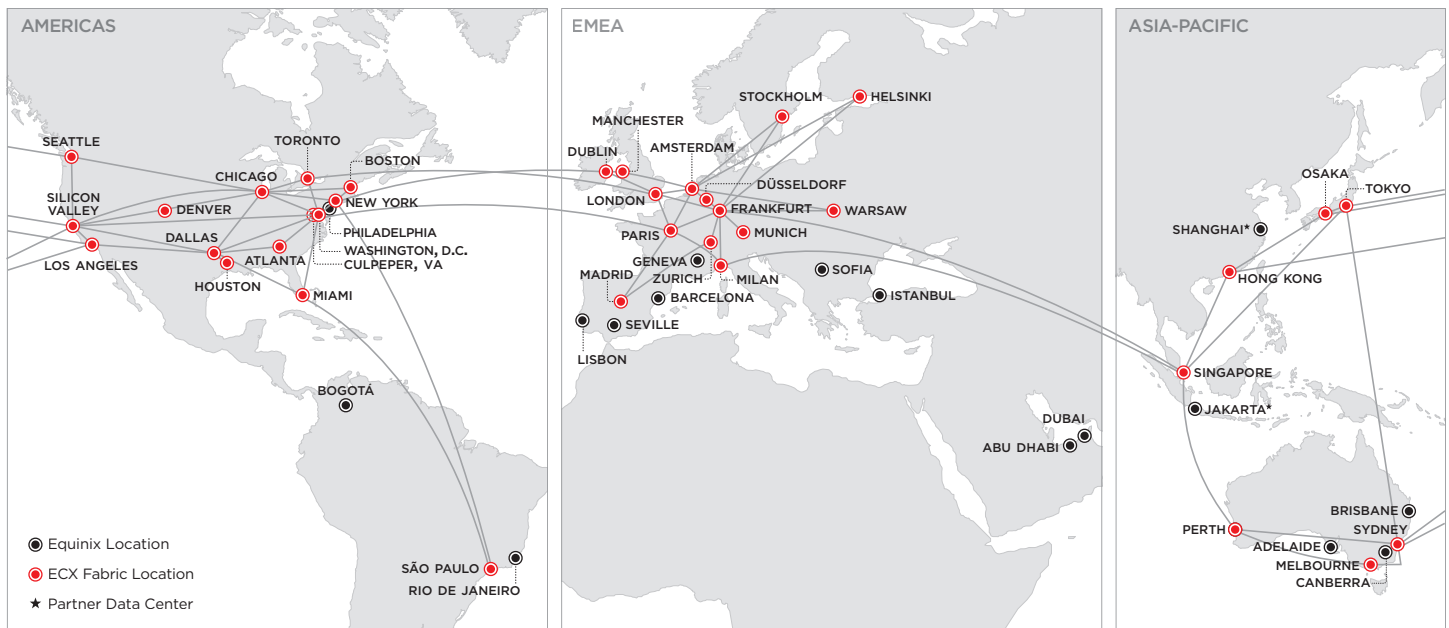 AMERICAS
SEATTLE
TORONTO
BOSTON
CHICAGO
SILICON
VALLEY
DENVER
NEW YORK
PHILADELPHIA
DALLAS
WASHINGTON, D.C.
ATLANTA
CULPEPER, VA
LOS ANGELES
HOUSTON
MIAMI
BOGOTÁ
SÃO PAULO
RIO DE JANEIRO
Equinix Location
ECX Fabric Location
★ Partner Data Center
EMEA
STOCKHOLM
HELSINKI
MANCHESTER
DUBLIN
AMSTERDAM
DÜSSELDORF
LONDON
FRANKFURT
WARSAW
PARIS
MUNICH
GENEVA
SOFIA
MADRID
ZURICH
MILAN
BARCELONA
ISTANBUL
SEVILLE
LISBON
DUBAI
ABU DHABI
ASIA-PACIFIC
OSAKA
TOKYO
SHANGHAI★
HONG KONG
SINGAPORE
JAKARTA★
BRISBANE
PERTH
SYDNEY
ADELAIDE
MELBOURNE
CANBERRA